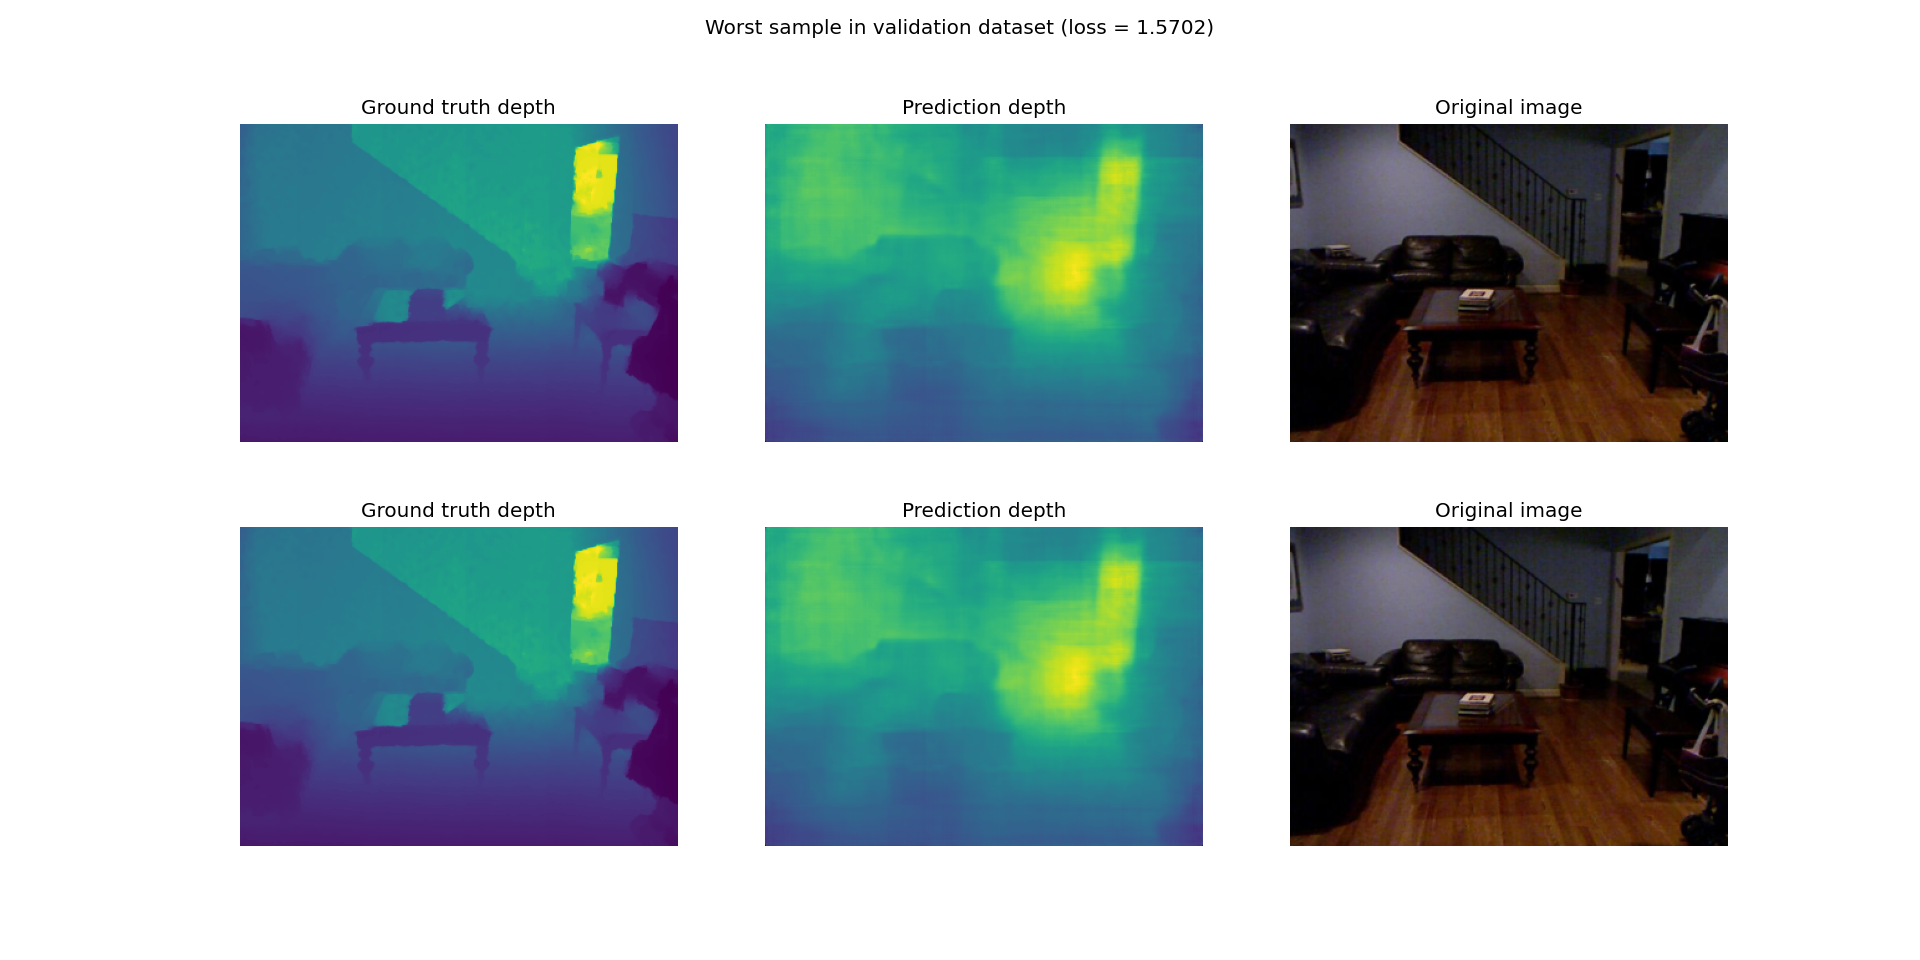 Worst sample in validation dataset (loss = 1.5702)
Ground truth depth
Prediction depth
Original image
Ground truth depth
Prediction depth
Original image